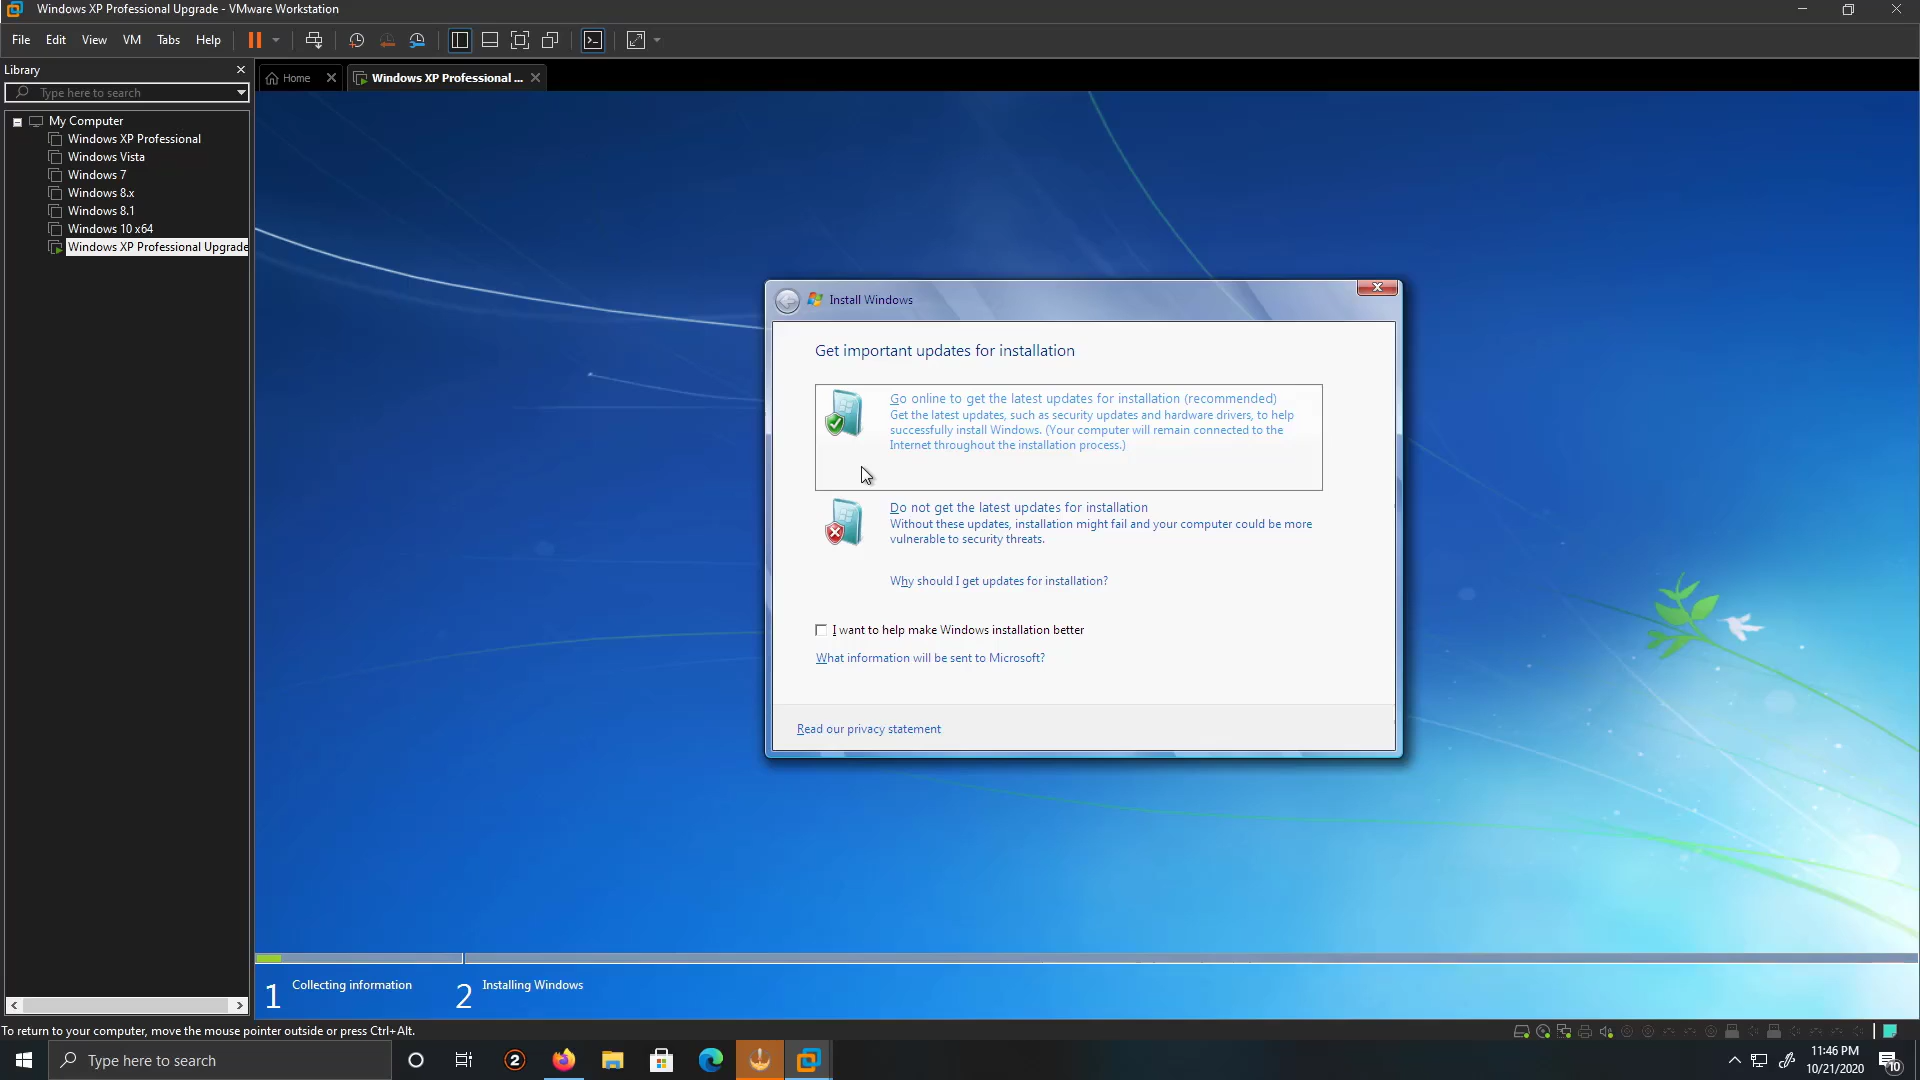 Windows XP Professional Upgrade - VMware Workstation
File Edit View VM Tabs Help
Library
Type here to search
Home
Windows XP Professional ...
My Computer
Windows XP Professional
Windows Vista
Windows 7
Windows 8.x
Windows 8.1
Windows 10 x64
Windows XP Professional Upgrade
Install Windows
Get important updates for installation
Go online to get the latest updates for installation (recommended)
Get the latest updates, such as security updates and hardware drivers, to help
successfully install Windows. (Your computer will remain connected to the
Internet throughout the installation process.)
Do not get the latest updates for installation
Without these updates, installation might fail and your computer could be more
vulnerable to security threats.
Why should I get updates for installation?
I want to help make Windows installation better
What information will be sent to Microsoft?
Read our privacy statement
1 Collecting information
2 Installing Windows
To return to your computer, move the mouse pointer outside or press Ctrl+Alt.
Type here to search
2
11:46 PM
10/21/2020
10